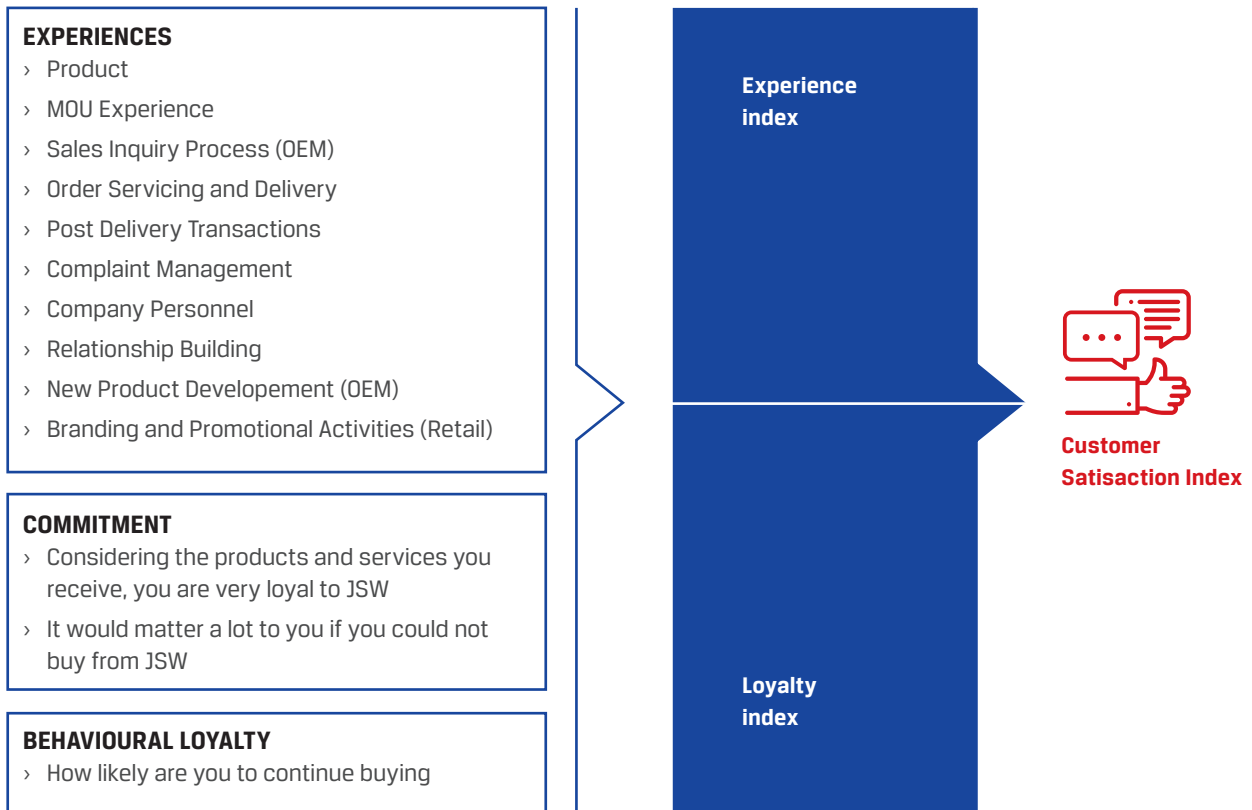 EXPERIENCES
› Product
› MOU Experience
› Sales Inquiry Process (OEM)
› Order Servicing and Delivery
› Post Delivery Transactions
› Complaint Management
› Company Personnel
› Relationship Building
› New Product Developement (OEM)
› Branding and Promotional Activities (Retail)
COMMITMENT
› Considering the products and services you
receive, you are very loyal to JSW
› It would matter a lot to you if you could not
buy from JSW
BEHAVIOURAL LOYALTY
› How likely are you to continue buying
Experience
index
Loyalty
index
Customer
Satisaction Index